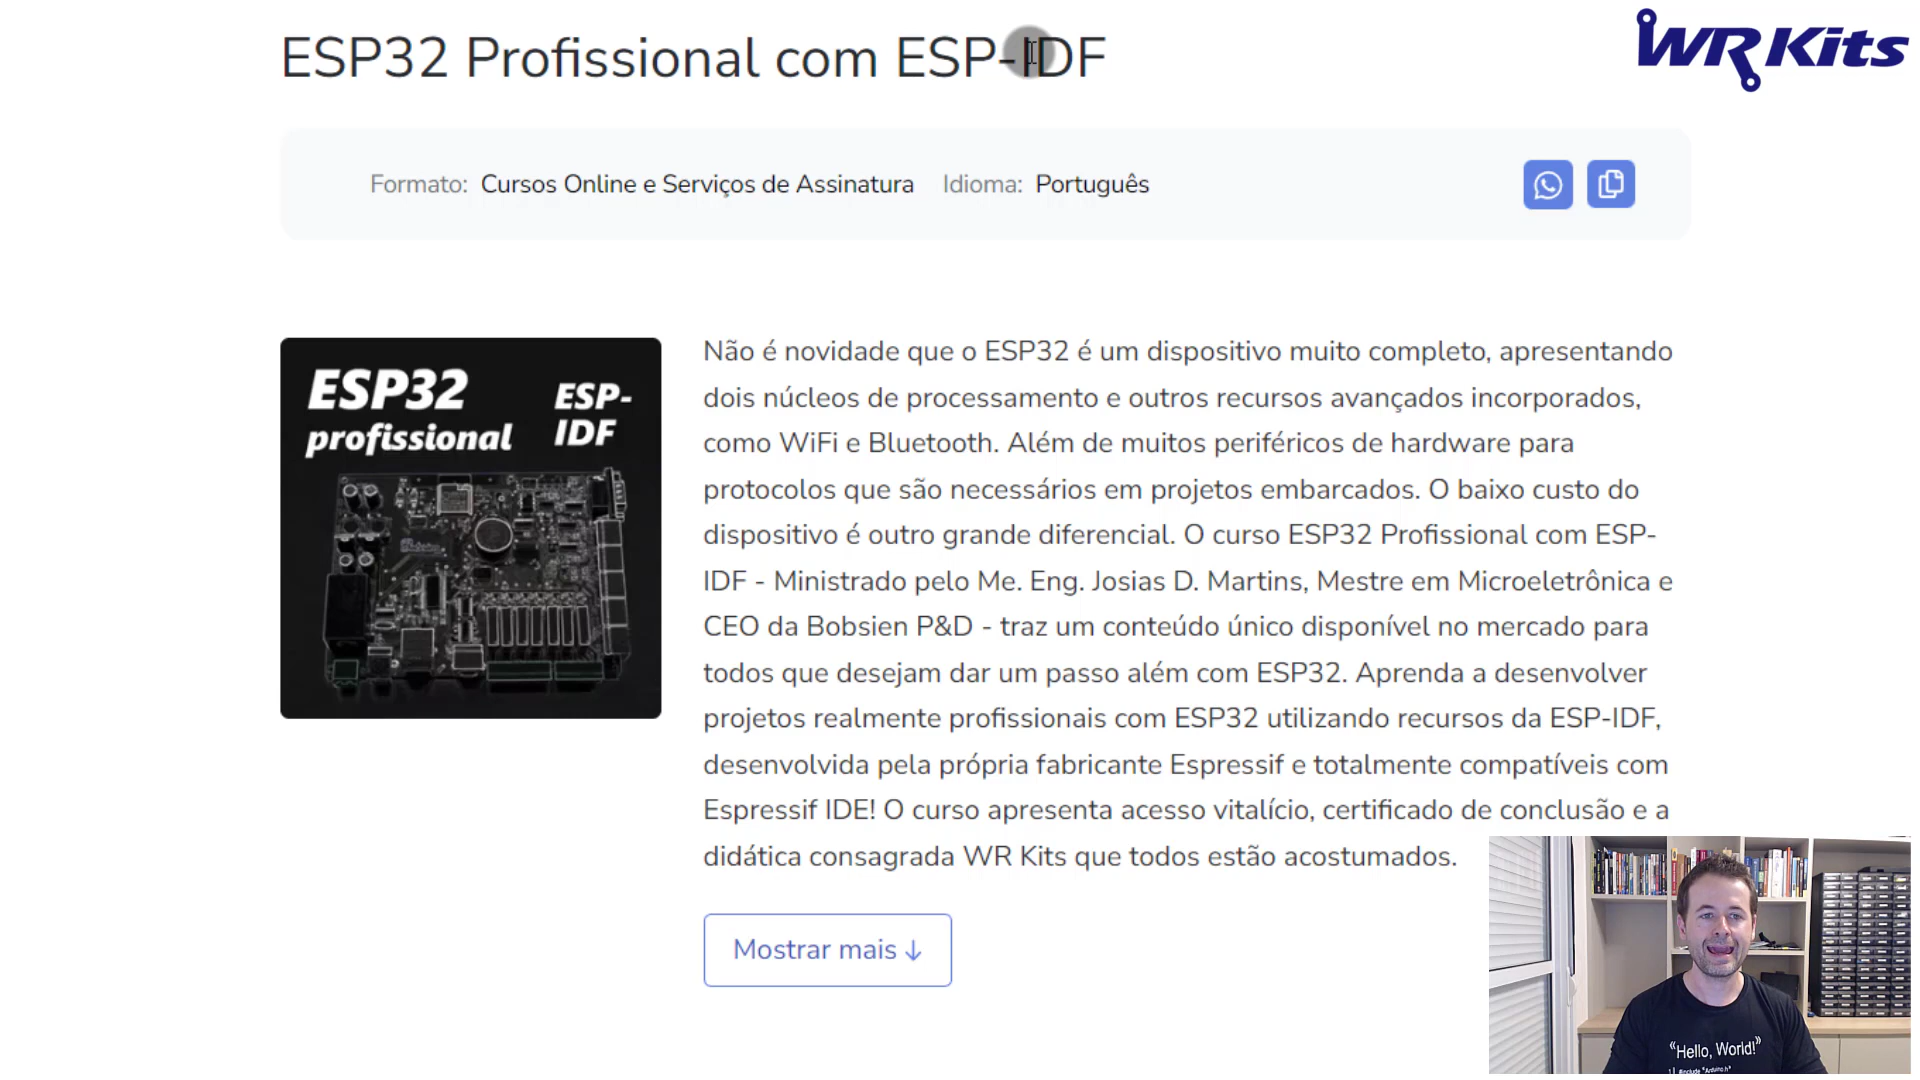 ESP32 Profissional com ESP-IDF
WR Kits
Formato: Cursos Online e Serviços de Assinatura Idioma: Português
ESP32
profissional
ESP-
IDF
Não é novidade que o ESP32 é um dispositivo muito completo, apresentando
dois núcleos de processamento e outros recursos avançados incorporados,
como WiFi e Bluetooth. Além de muitos periféricos de hardware para
protocolos que são necessários em projetos embarcados. O baixo custo do
dispositivo é outro grande diferencial. O curso ESP32 Profissional com ESP-
IDF - Ministrado pelo Me. Eng. Josias D. Martins, Mestre em Microeletrônica e
CEO da Bobsien P&D - traz um conteúdo único disponível no mercado para
todos que desejam dar um passo além com ESP32. Aprenda a desenvolver
projetos realmente profissionais com ESP32 utilizando recursos da ESP-IDF,
desenvolvida pela própria fabricante Espressif e totalmente compatíveis com
Espressif IDE! O curso apresenta acesso vitalício, certificado de conclusão e a
didática consagrada WR Kits que todos estão acostumados.
Mostrar mais ↓
“Hello, World!”
#include "Arduino.h"